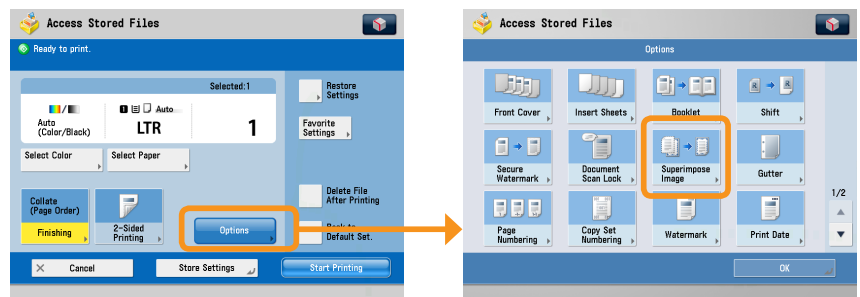 Access Stored Files
Ready to print.
Selected:1
Auto
(Color/Black)
Auto
LTR
1
Select Color
Select Paper
Collate
(Page Order)
Finishing
2-Sided
Printing
Options
Restore
Settings
Favorite
Settings
Delete File
After Printing
Default Set.
Cancel
Store Settings
Start Printing
Access Stored Files
Options
Front Cover
Insert Sheets
Booklet
Shift
Secure
Watermark
Document
Scan Lock
Superimpose
Image
Gutter
Page
Numbering
Copy Set
Numbering
Watermark
Print Date
1/2
OK